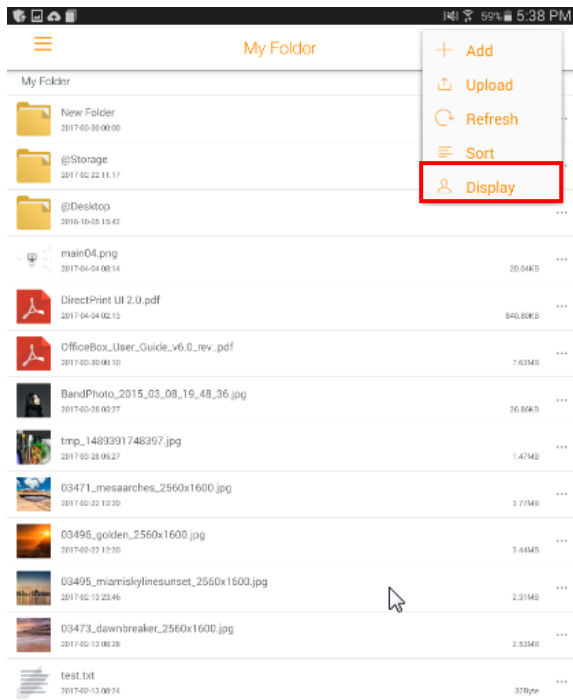 59% 5:38 PM
My Folder
Add
Upload
Refresh
Sort
Display
My Folder
New Folder
2017-03-30 00:00
@Storage
2017-02-22 11:17
@Desktop
2016-10-05 15:42
main04.png
2017-04-04 08:14
20.04KB
DirectPrint UI 2.0.pdf
2017-04-04 02:15
840.80KB
OfficeBox_User_Guide_v6.0_rev..pdf
2017-03-30 00:10
7.63MB
BandPhoto_2015_03_08_19_48_36.jpg
2017-03-28 05:27
26.86KB
tmp_1489391748397.jpg
2017-03-28 05:27
1.47MB
03471_mesaarches_2560x1600.jpg
2017-02-22 12:20
3.77MB
03496_golden_2560x1600.jpg
2017-02-22 12:20
3.44MB
03495_miamiskylinesunset_2560x1600.jpg
2017-02-13 23:46
2.31MB
03473_dawnbreaker_2560x1600.jpg
2017-02-13 08:28
2.53MB
test.txt
2017-02-13 08:24
32Byte